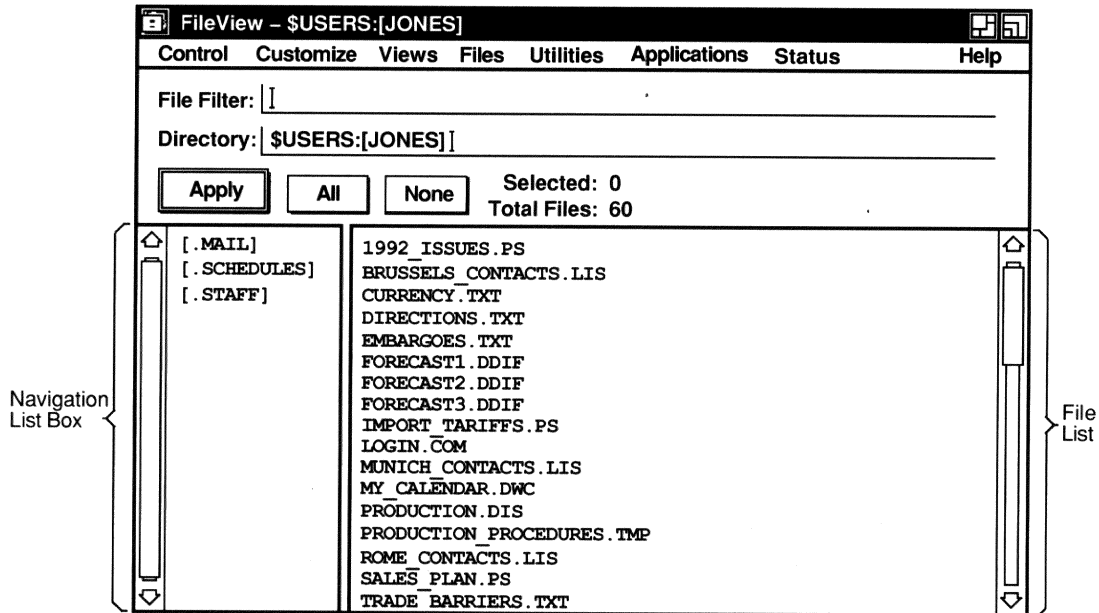 FileView – $USERS:[JONES]
Control Customize Views Files Utilities Applications Status Help
File Filter:
Directory: $USERS:[JONES]
Apply All None Selected: 0
Total Files: 60
[.MAIL]
[.SCHEDULES]
[.STAFF]
1992_ISSUES.PS
BRUSSELS_CONTACTS.LIS
CURRENCY.TXT
DIRECTIONS.TXT
EMBARGOES.TXT
FORECAST1.DDIF
FORECAST2.DDIF
FORECAST3.DDIF
IMPORT_TARIFFS.PS
LOGIN.COM
MUNICH_CONTACTS.LIS
MY_CALENDAR.DWC
PRODUCTION.DIS
PRODUCTION_PROCEDURES.TMP
ROME_CONTACTS.LIS
SALES_PLAN.PS
TRADE_BARRIERS.TXT
Navigation
List Box
File
List